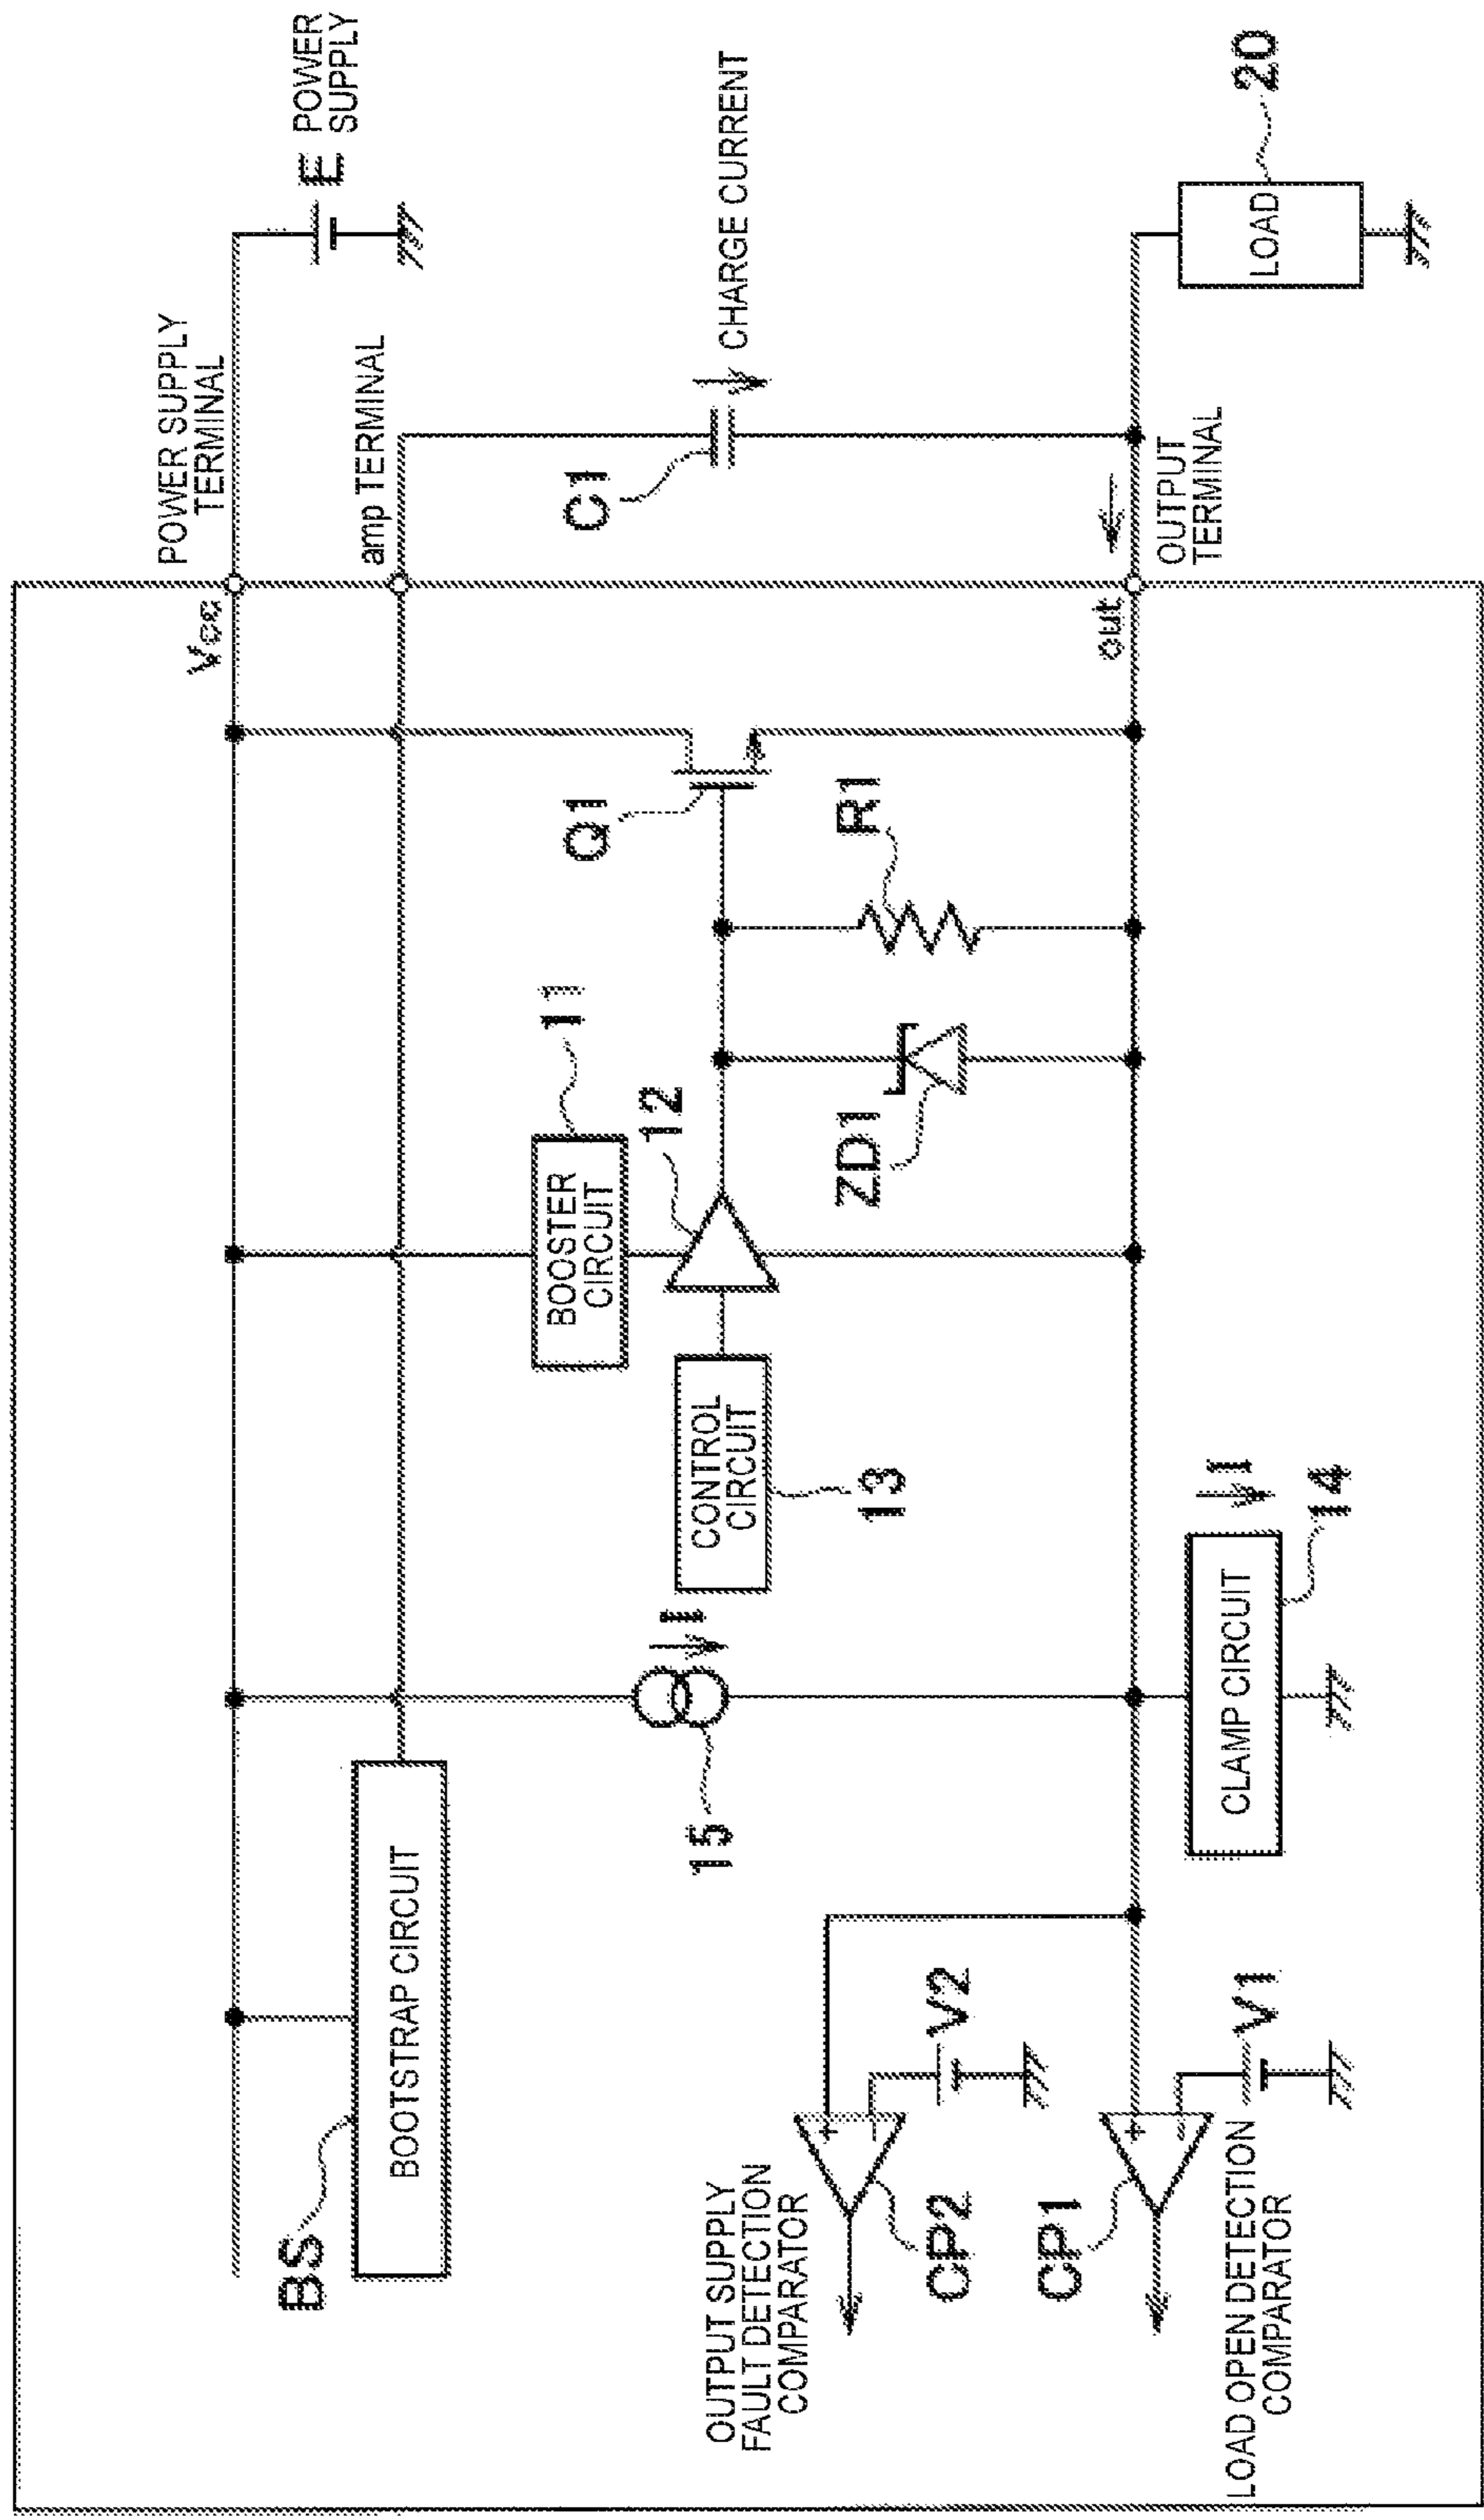 POWER SUPPLY
TERMINAL
E
POWER
SUPPLY
Vcc
amp TERMINAL
BS
BOOTSTRAP CIRCUIT
BOOSTER
CIRCUIT
11
12
Q1
C1
CHARGE CURRENT
15
I
CONTROL
CIRCUIT
13
ZD1
R1
OUTPUT SUPPLY
FAULT DETECTION
COMPARATOR
+
−
CP2
V2
out
OUTPUT
TERMINAL
CP1
+
−
V1
LOAD OPEN DETECTION
COMPARATOR
CLAMP CIRCUIT
I
14
LOAD
20